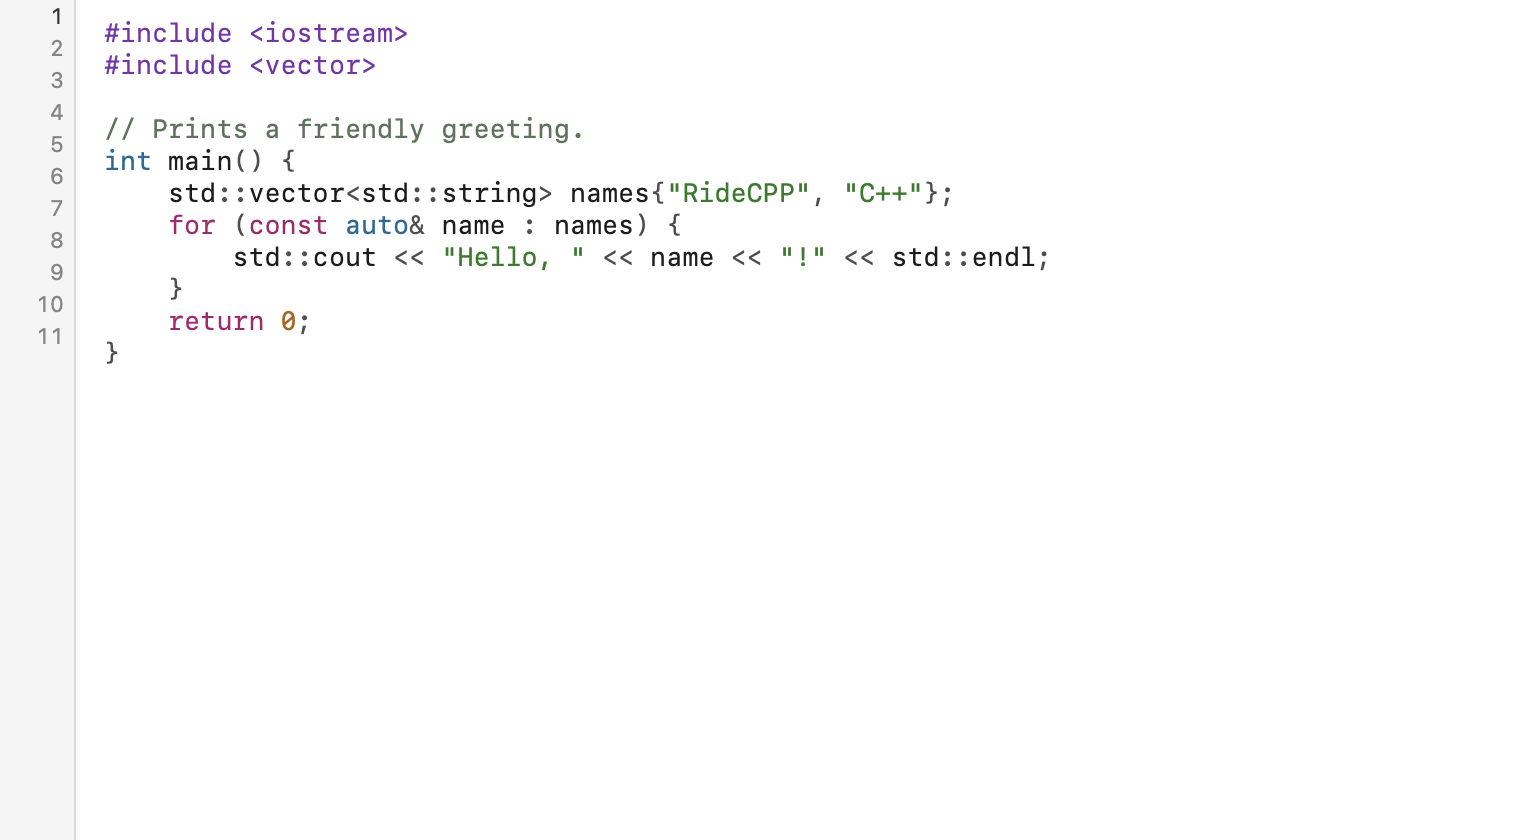 1
2
3
4
5
6
7
8
9
10
11
#include <iostream>
#include <vector>

// Prints a friendly greeting.
int main() {
    std::vector<std::string> names{"RideCPP", "C++"};
    for (const auto& name : names) {
        std::cout << "Hello, " << name << "!" << std::endl;
    }
    return 0;
}